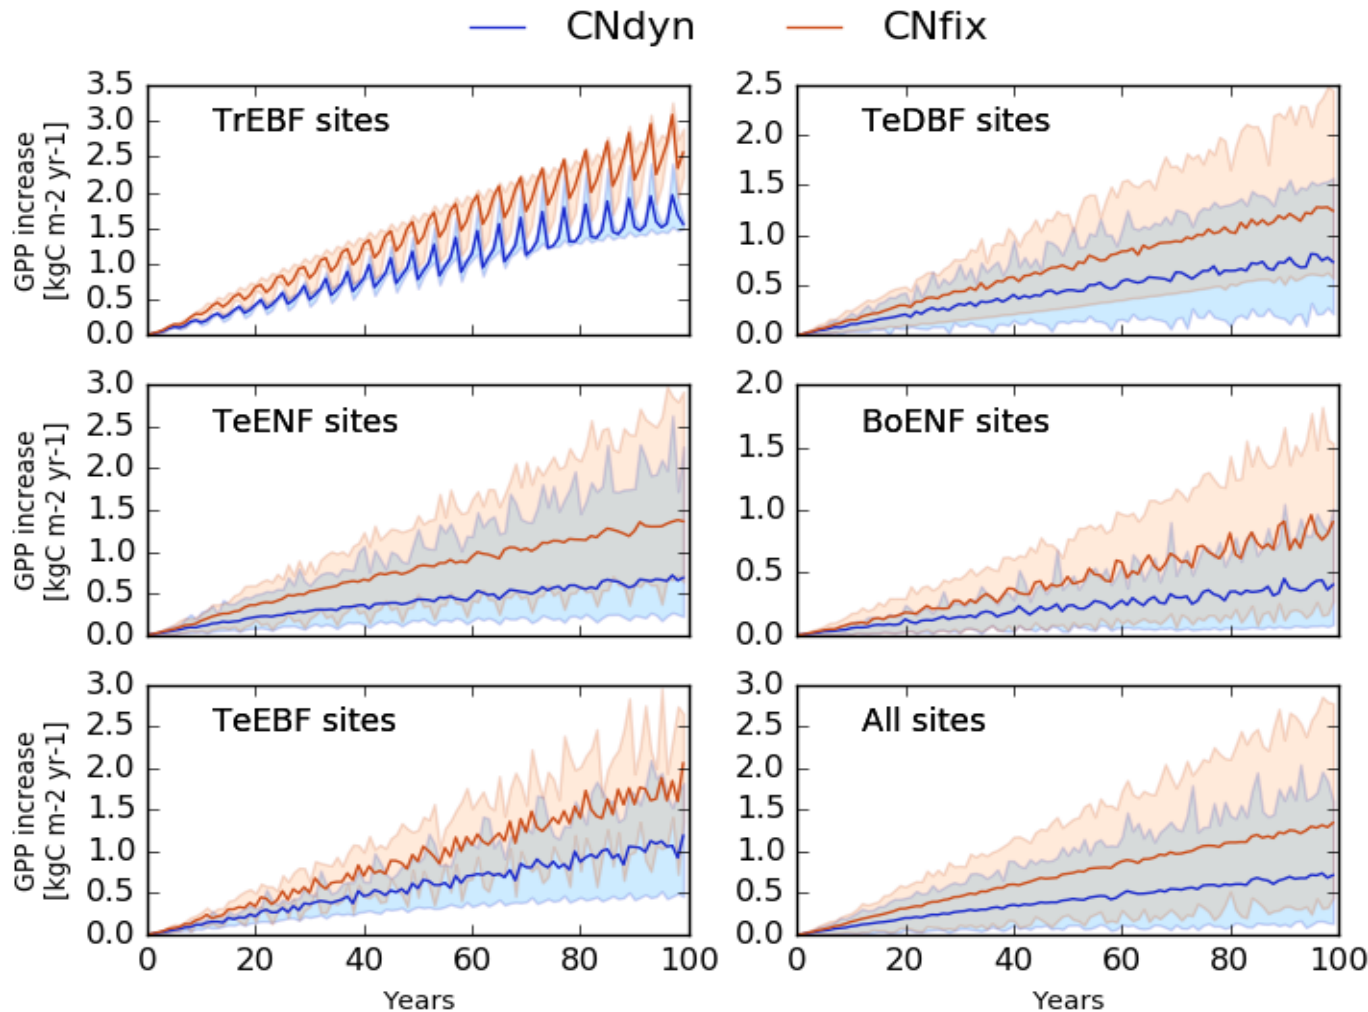 CNdyn CNfix
TrEBF sites
GPP increase
[kgC m-2 yr-1]
3.5
3.0
2.5
2.0
1.5
1.0
0.5
0.0
TeDBF sites
2.5
2.0
1.5
1.0
0.5
0.0
TeENF sites
GPP increase
[kgC m-2 yr-1]
3.0
2.5
2.0
1.5
1.0
0.5
0.0
BoENF sites
2.0
1.5
1.0
0.5
0.0
TeEBF sites
GPP increase
[kgC m-2 yr-1]
3.0
2.5
2.0
1.5
1.0
0.5
0.0
0 20 40 60 80 100
Years
All sites
3.0
2.5
2.0
1.5
1.0
0.5
0.0
0 20 40 60 80 100
Years